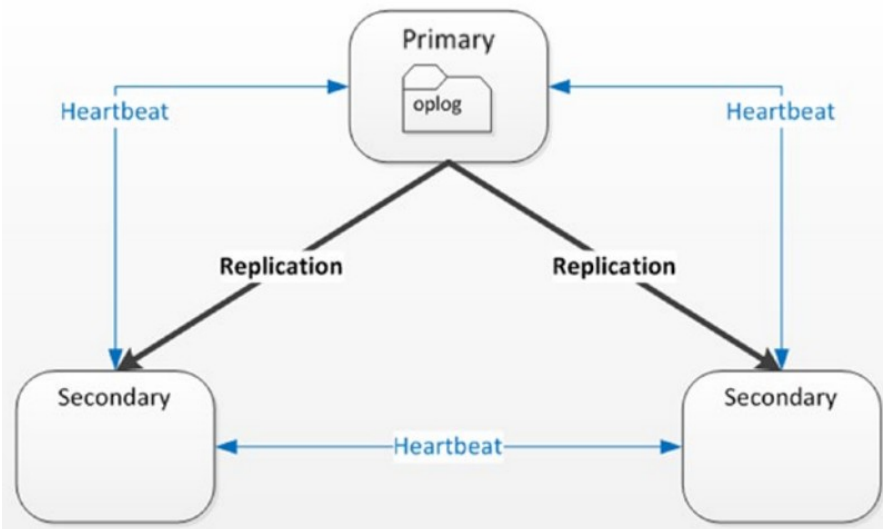 Primary
oplog
Heartbeat
Heartbeat
Replication
Replication
Secondary
Secondary
Heartbeat